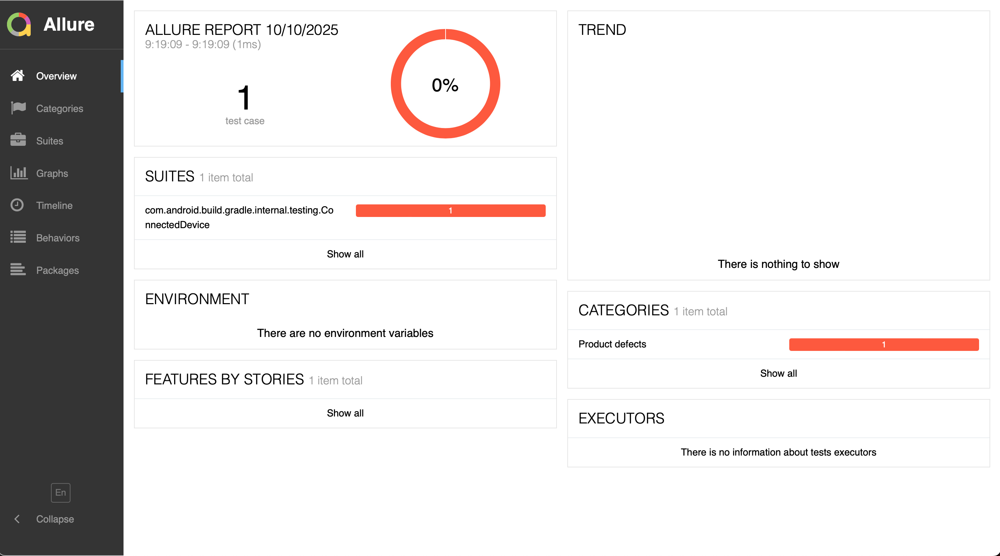 Allure
Overview
Categories
Suites
Graphs
Timeline
Behaviors
Packages
En
Collapse
ALLURE REPORT 10/10/2025
9:19:09 - 9:19:09 (1ms)
1
test case
0%
SUITES 1 item total
com.android.build.gradle.internal.testing.Co
nnectedDevice
1
Show all
ENVIRONMENT
There are no environment variables
FEATURES BY STORIES 1 item total
Show all
TREND
There is nothing to show
CATEGORIES 1 item total
Product defects
1
Show all
EXECUTORS
There is no information about tests executors